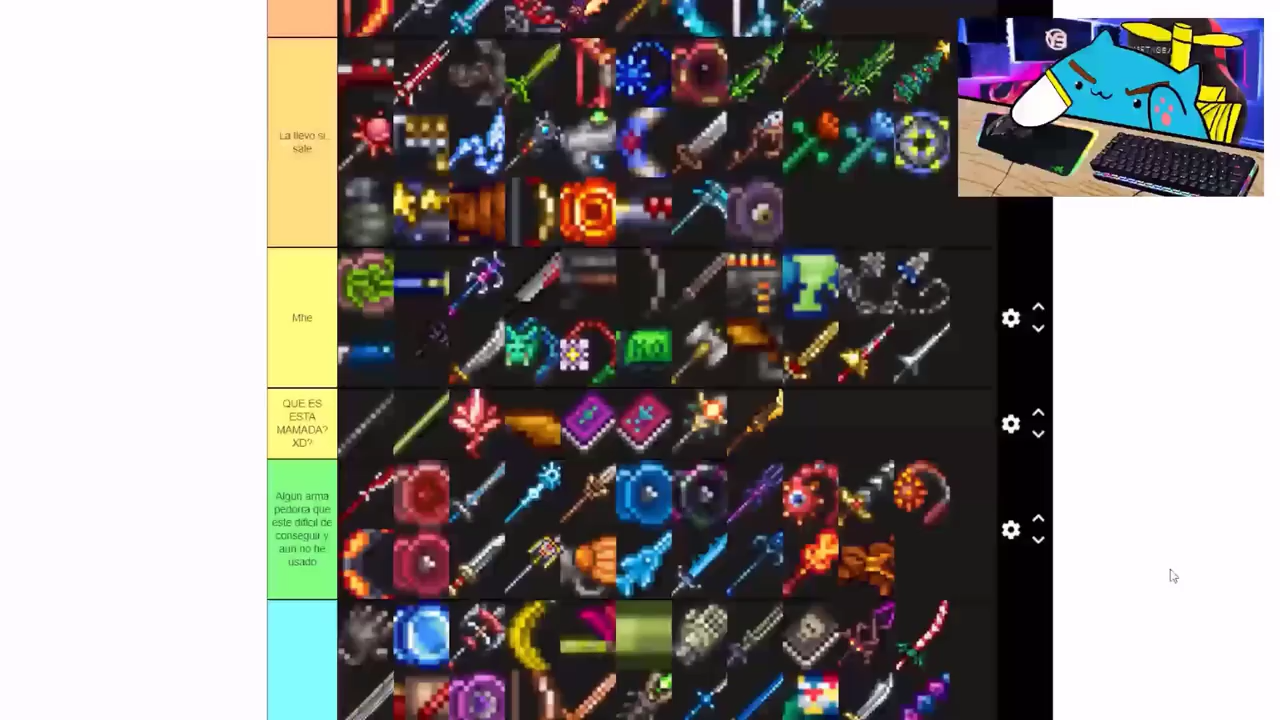 La llevo si
sale
Mhe
QUE ES
ESTA
MAMADA?
XD?
Algun arma
pedorra que
este dificil de
conseguir y
aun no he
usado